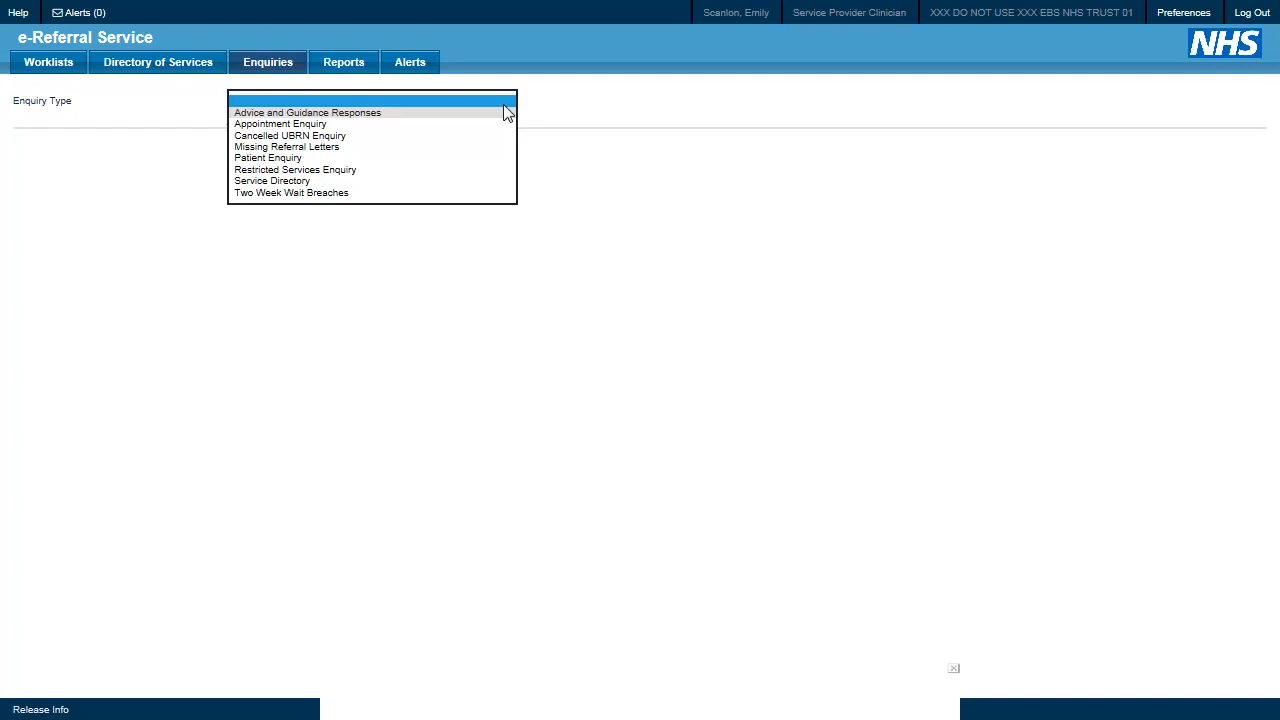 Help
Alerts (0)
Scanlon, Emily
Service Provider Clinician
XXX DO NOT USE XXX EBS NHS TRUST 01
Preferences
Log Out
e-Referral Service
NHS
Worklists
Directory of Services
Enquiries
Reports
Alerts
Enquiry Type
Advice and Guidance Responses
Appointment Enquiry
Cancelled UBRN Enquiry
Missing Referral Letters
Patient Enquiry
Restricted Services Enquiry
Service Directory
Two Week Wait Breaches
Release Info